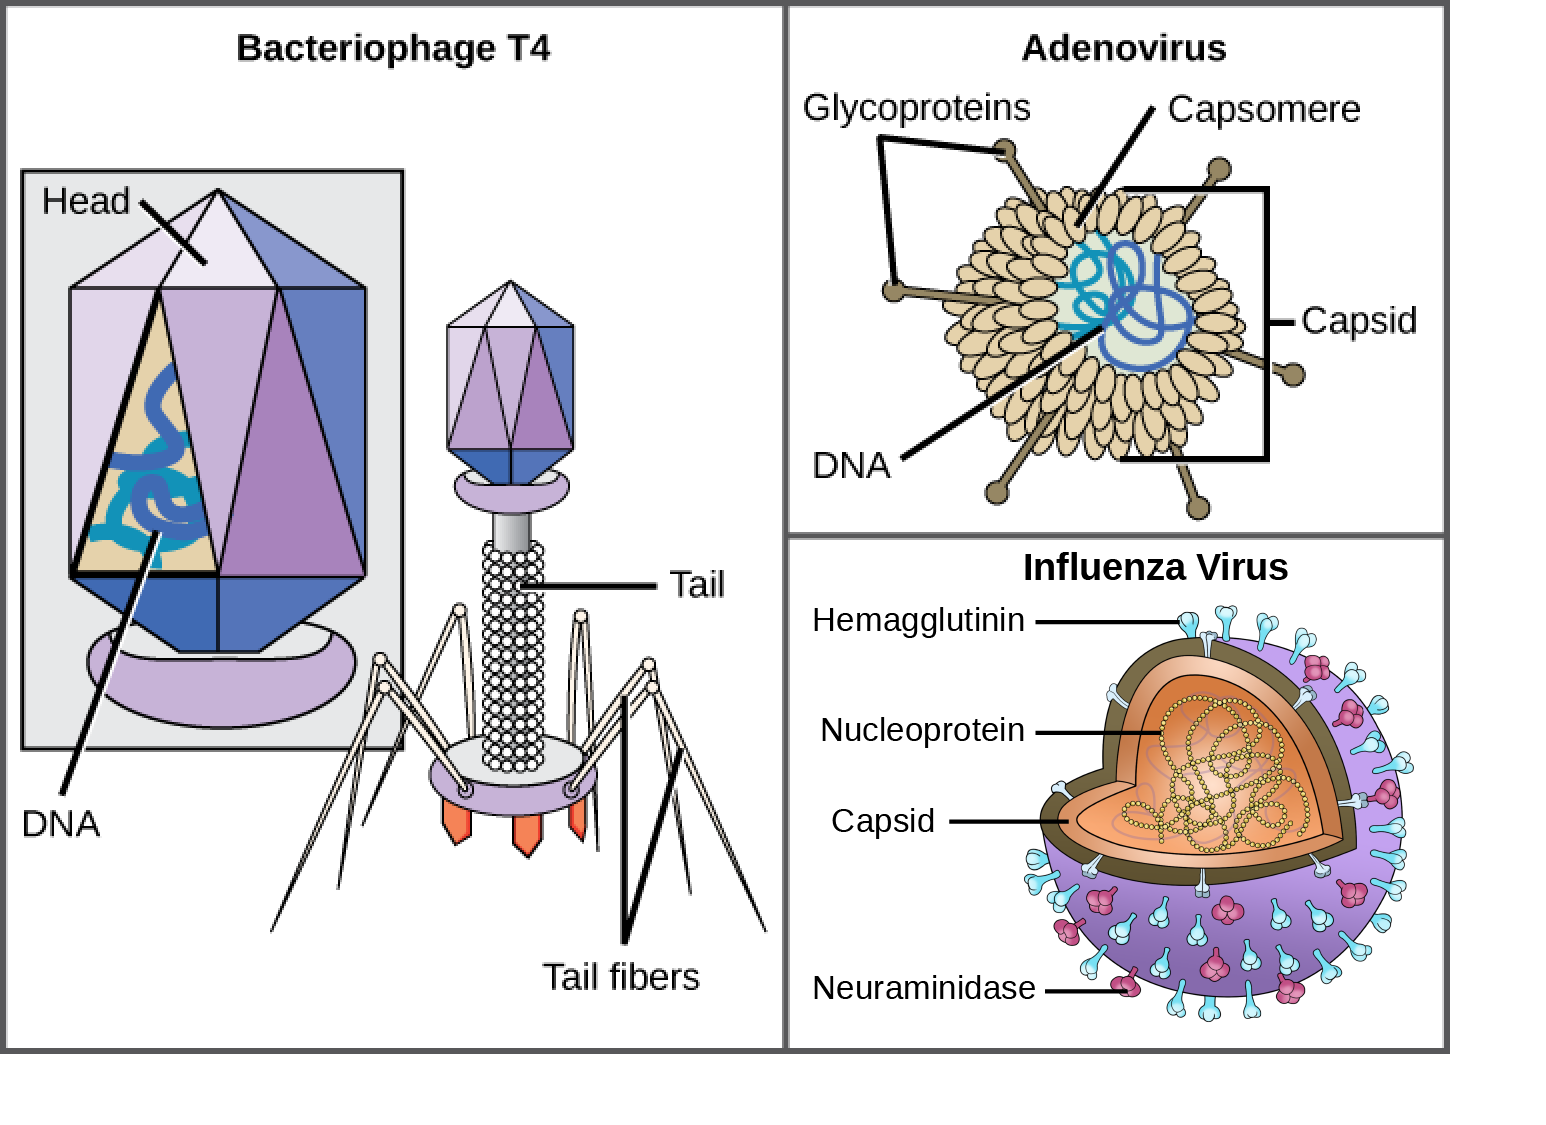 Bacteriophage T4
Head
Tail
DNA
Tail fibers
Adenovirus
Glycoproteins
Capsomere
Capsid
DNA
Influenza Virus
Hemagglutinin
Nucleoprotein
Capsid
Neuraminidase